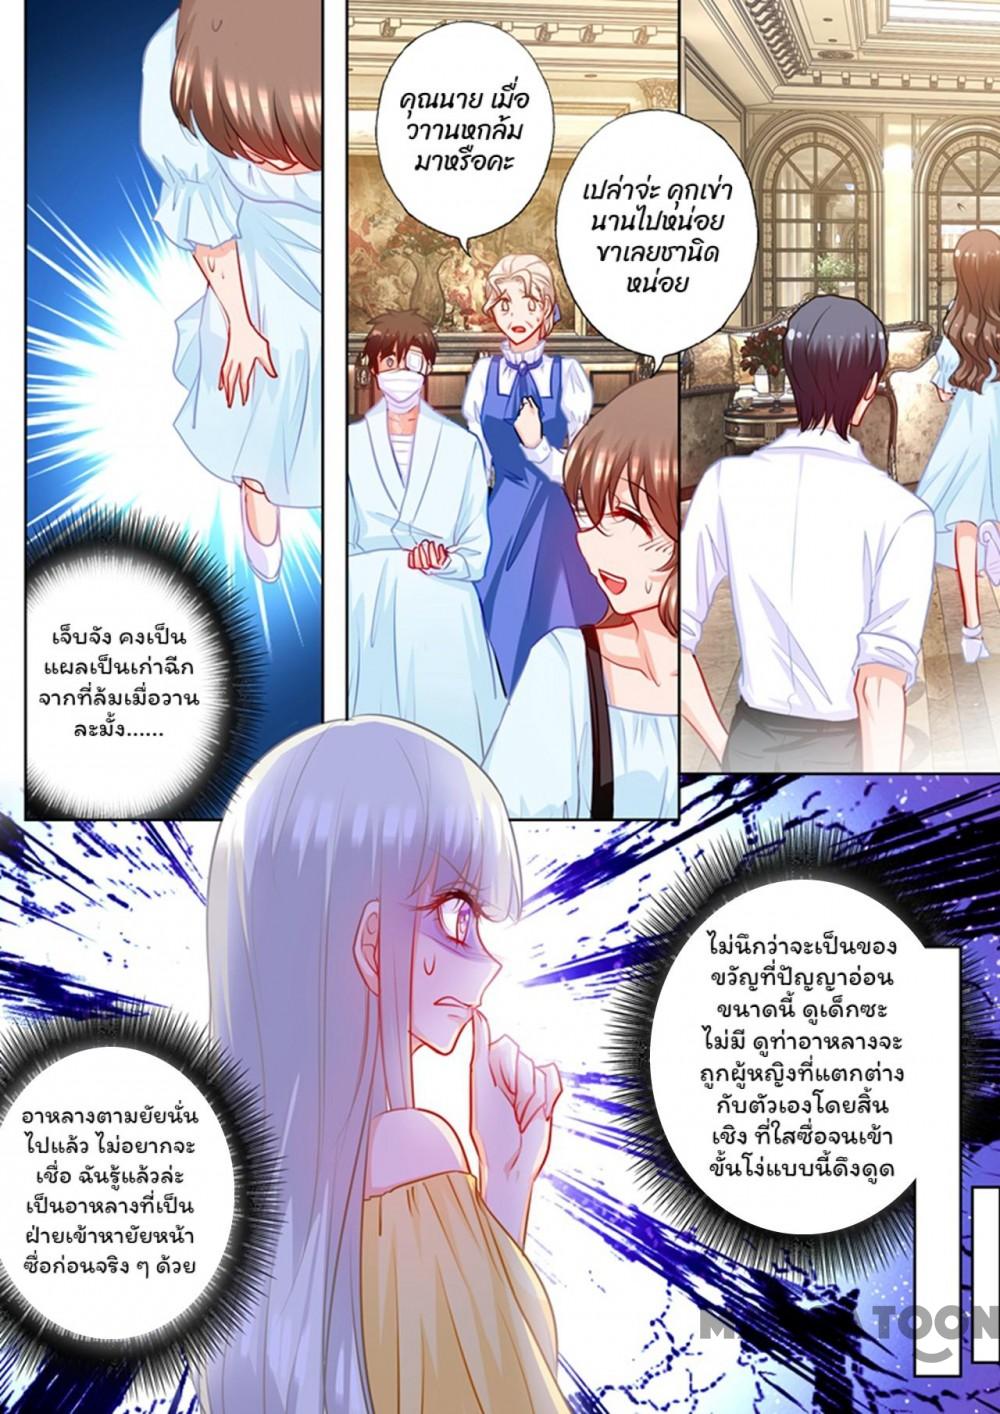 คุณนาย เมื่อ
วานหกล้ม
มาหรือคะ
เปล่าจ่ะ คุกเข่า
นานไปหน่อย
ขาเลยชานิด
หน่อย
เจ็บจัง คงเป็น
แผลเป็นเก่าฉีก
จากที่ล้มเมื่อวาน
ละมั้ง......
ไม่นึกว่าจะเป็นของ
ขวัญที่ปัญญาอ่อน
ขนาดนี้ ดูเด็กซะ
ไม่มี ดูท่าอาหลางจะ
ถูกผู้หญิงที่แตกต่าง
กับตัวเองโดยสิ้น
เชิง ที่ใสซื่อจนเข้า
ขั้นโง่แบบนี้ดึงดูด
อาหลางตามยัยนั่น
ไปแล้ว ไม่อยากจะ
เชื่อ ฉันรู้แล้วล่ะ
เป็นอาหลางที่เป็น
ฝ่ายเข้าหายัยหน้า
ซื่อก่อนจริง ๆ ด้วย